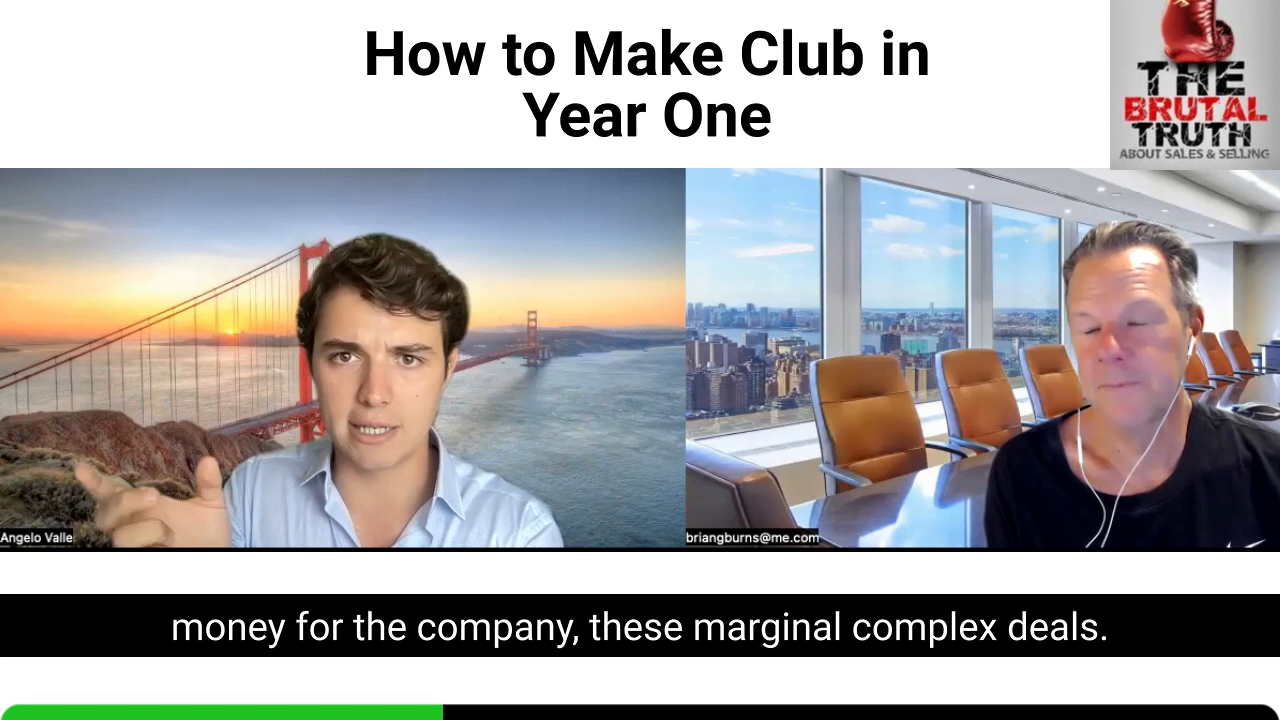 How to Make Club in
Year One
THE
BRUTAL
TRUTH
ABOUT SALES & SELLING
Angelo Valle
briangburns@me.com
money for the company, these marginal complex deals.